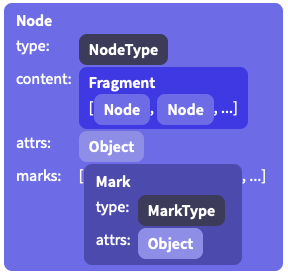 Node
type: NodeType
content: Fragment
[Node, Node, ...]
attrs: Object
marks: [Mark, ...]
type: MarkType
attrs: Object